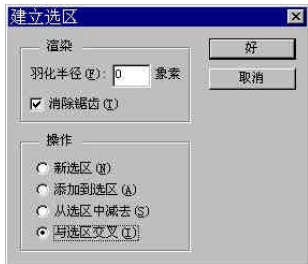 建立选区
渲染
好
羽化半径(F): 0 象素
取消
消除锯齿(T)
操作
新选区(N)
添加到选区(A)
从选区中减去(S)
与选区交叉(I)